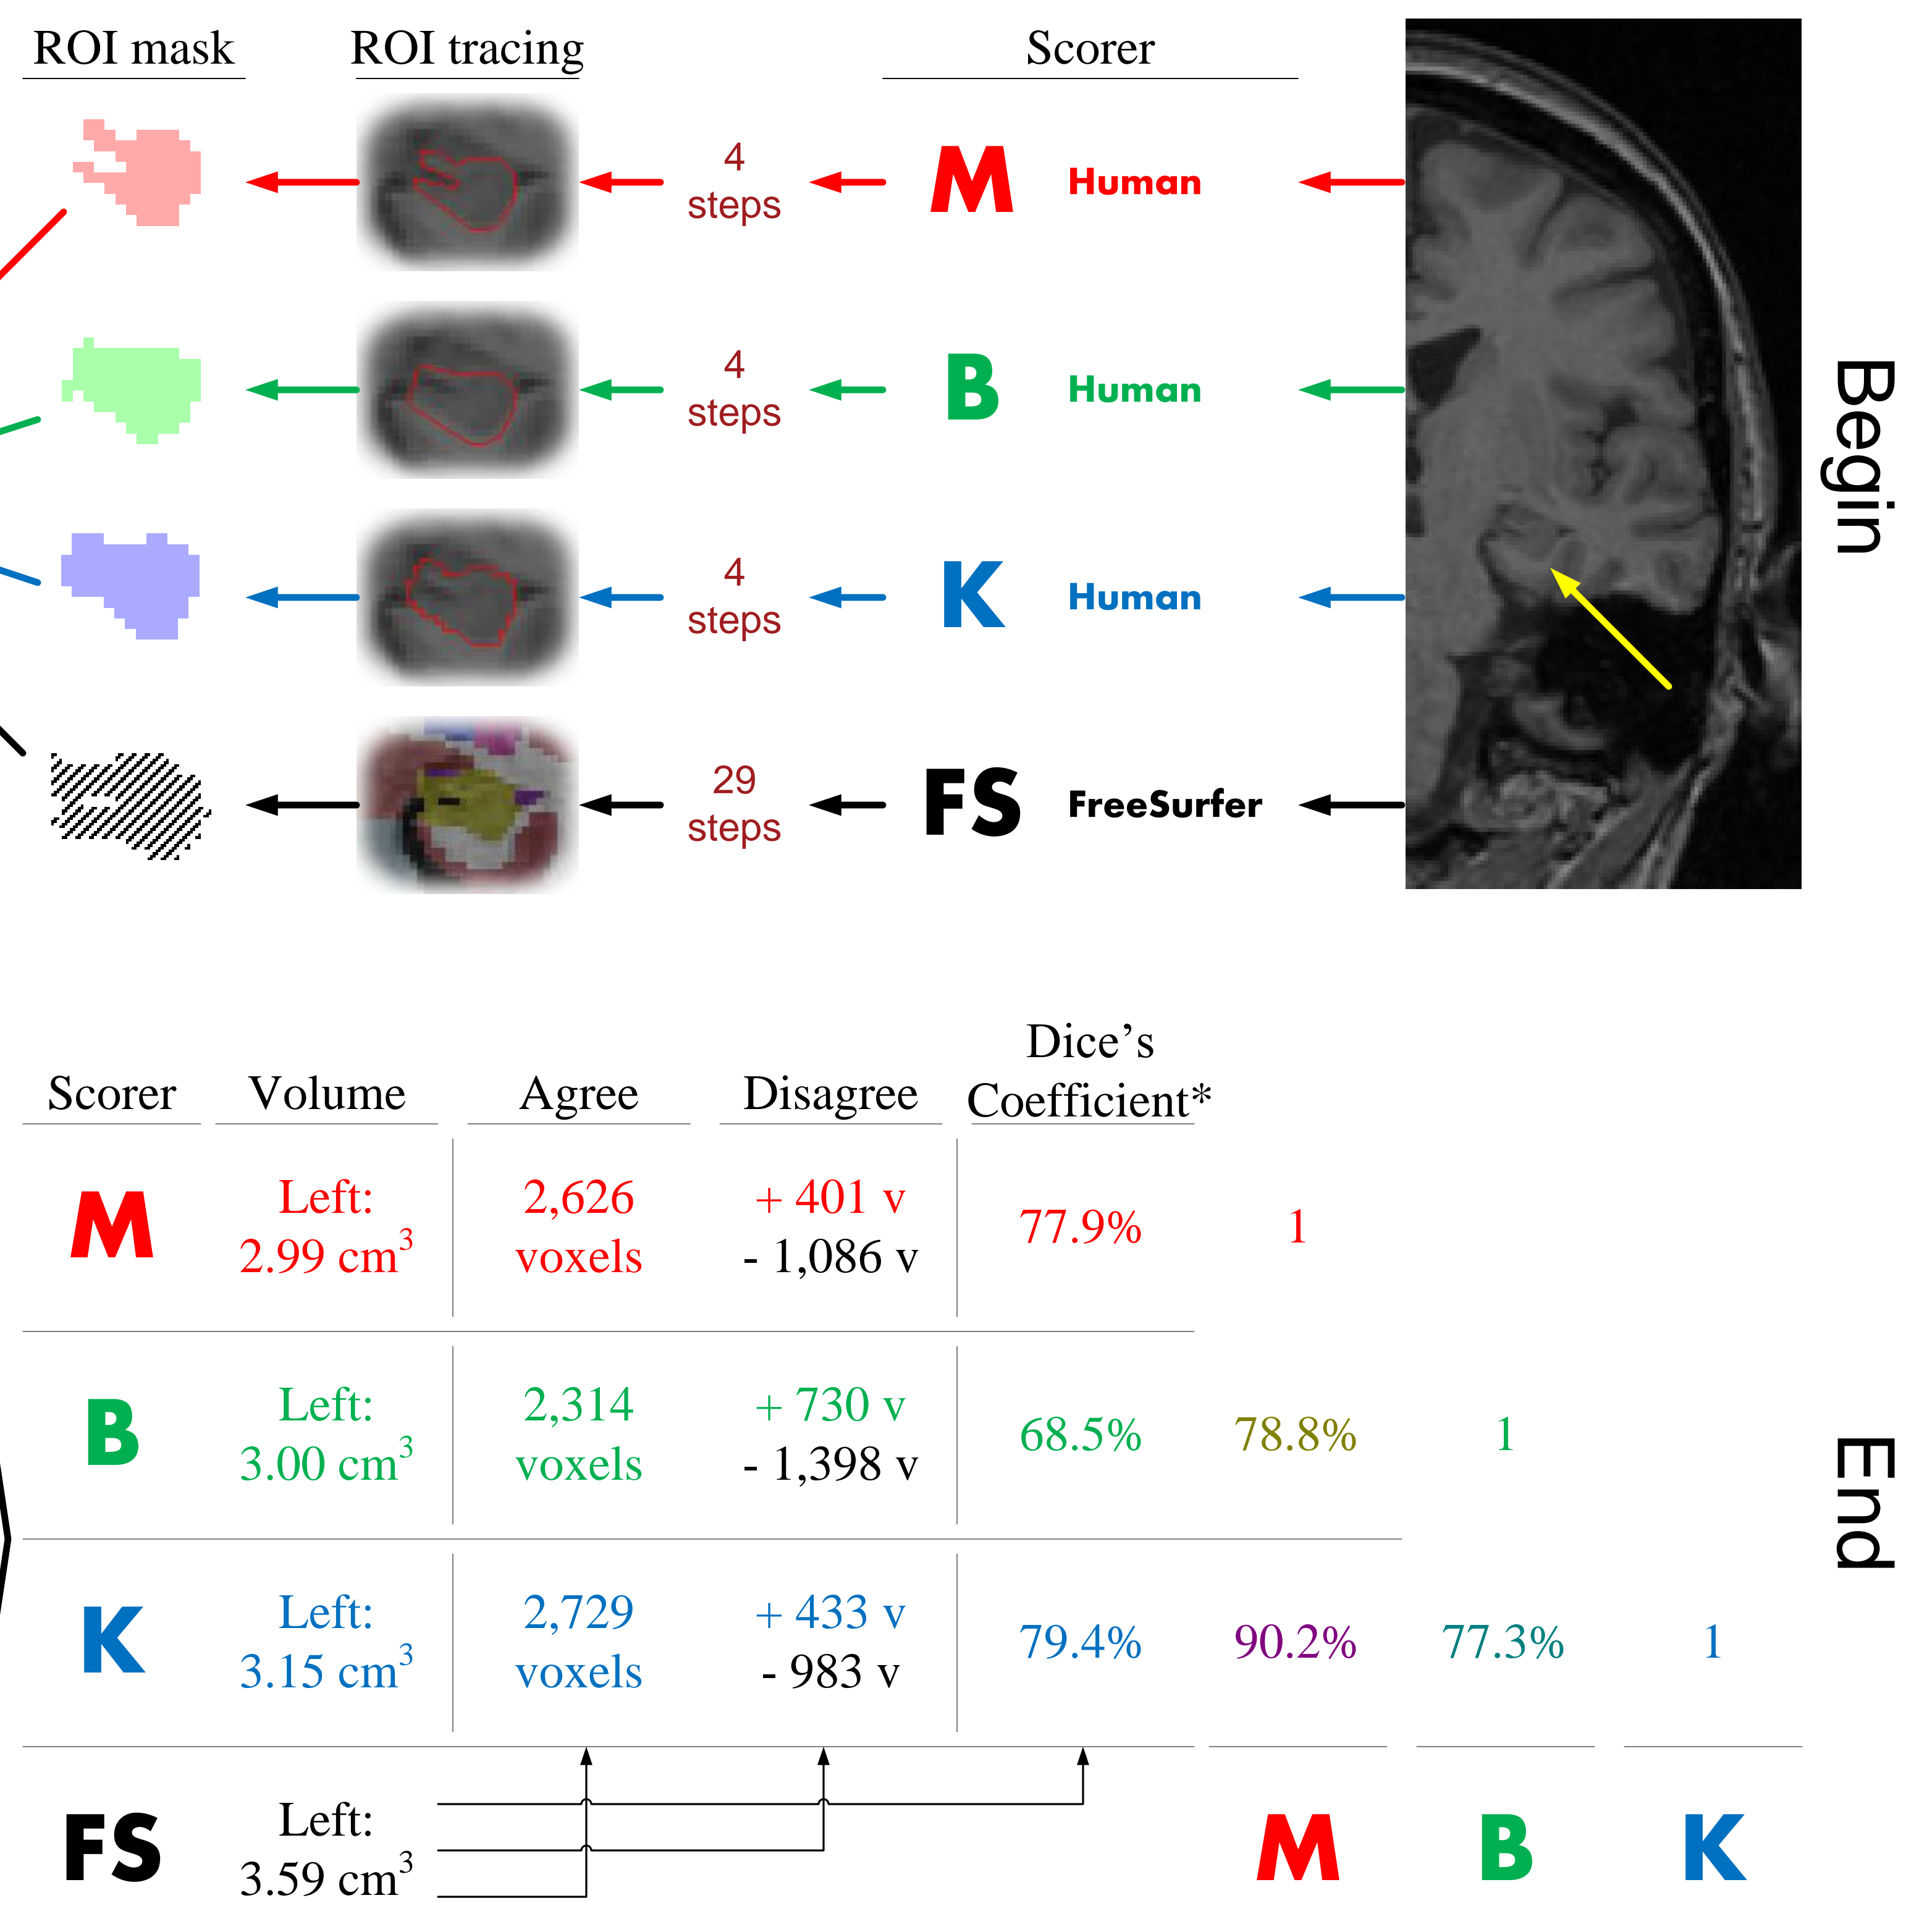 ROI mask ROI tracing Scorer
4
steps
M Human
4
steps
B Human
4
steps
K Human
29
steps
FS FreeSurfer
Begin
Scorer Volume Agree Disagree Dice’s
Coefficient*
M Left: 2,626 + 401 v 77.9% 1
2.99 cm³ voxels - 1,086 v
B Left: 2,314 + 730 v 68.5% 78.8% 1
3.00 cm³ voxels - 1,398 v
K Left: 2,729 + 433 v 79.4% 90.2% 77.3% 1
3.15 cm³ voxels - 983 v
FS Left:
3.59 cm³
M B K
End